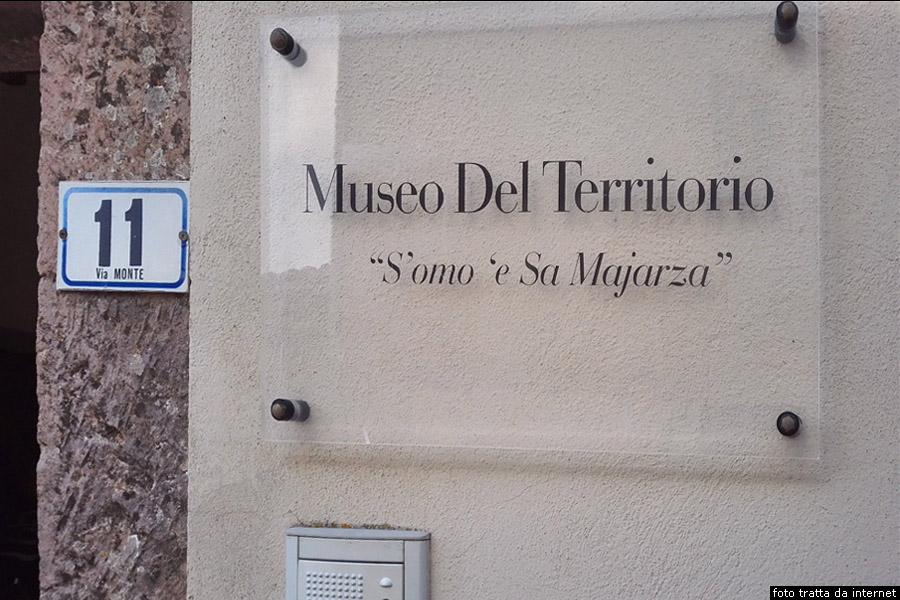 11
Via MONTE
Museo Del Territorio
“S’omo ‘e Sa Majarza”
foto tratta da internet